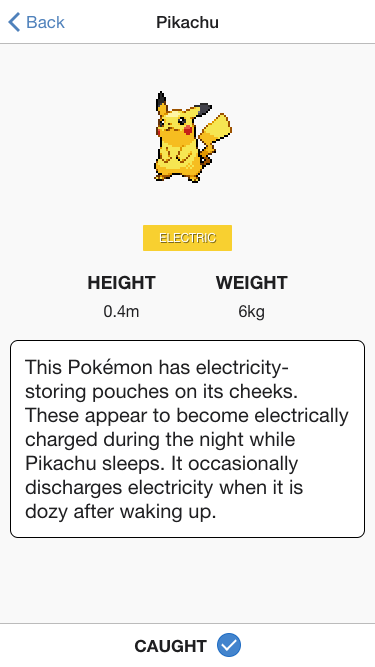 Back
Pikachu
ELECTRIC
HEIGHT
WEIGHT
0.4m
6kg
This Pokémon has electricity-
storing pouches on its cheeks.
These appear to become electrically
charged during the night while
Pikachu sleeps. It occasionally
discharges electricity when it is
dozy after waking up.
CAUGHT